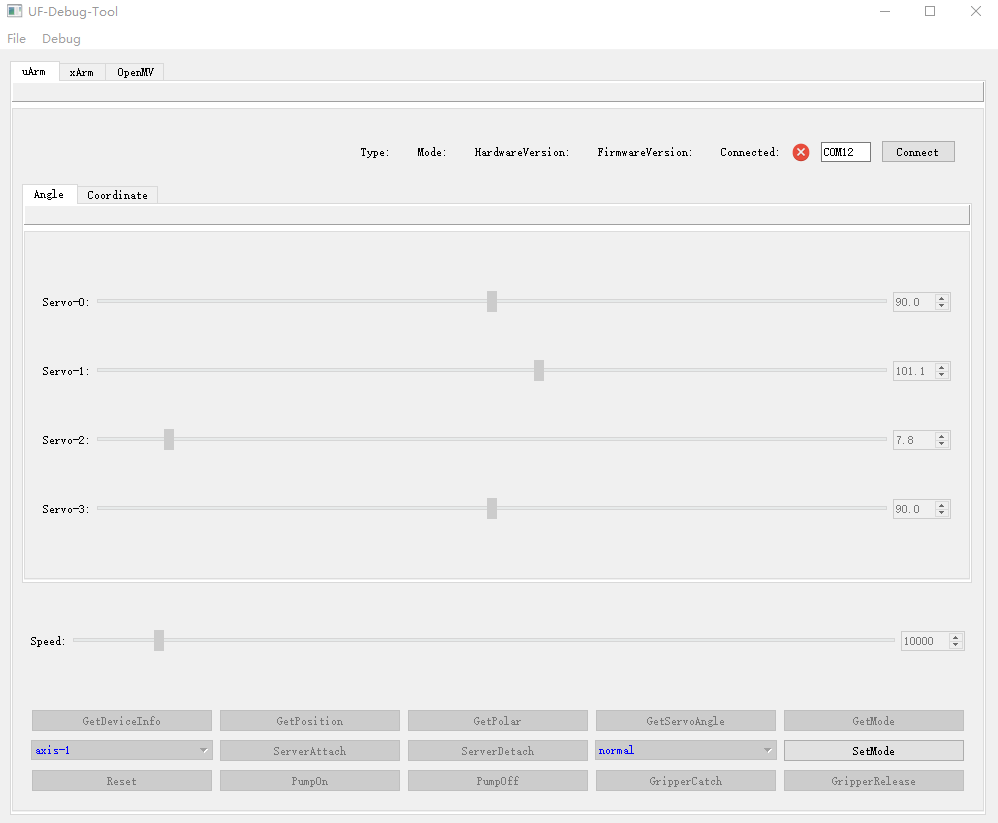 UF-Debug-Tool
File Debug
uArm xArm OpenMV
Type: Mode: HardwareVersion: FirmwareVersion: Connected: COM12 Connect
Angle Coordinate
Servo-0: 90.0
Servo-1: 101.1
Servo-2: 7.8
Servo-3: 90.0
Speed: 10000
GetDeviceInfo GetPosition GetPolar GetServoAngle GetMode
axis-1 ServerAttach ServerDetach normal SetMode
Reset PumpOn PumpOff GripperCatch GripperRelease